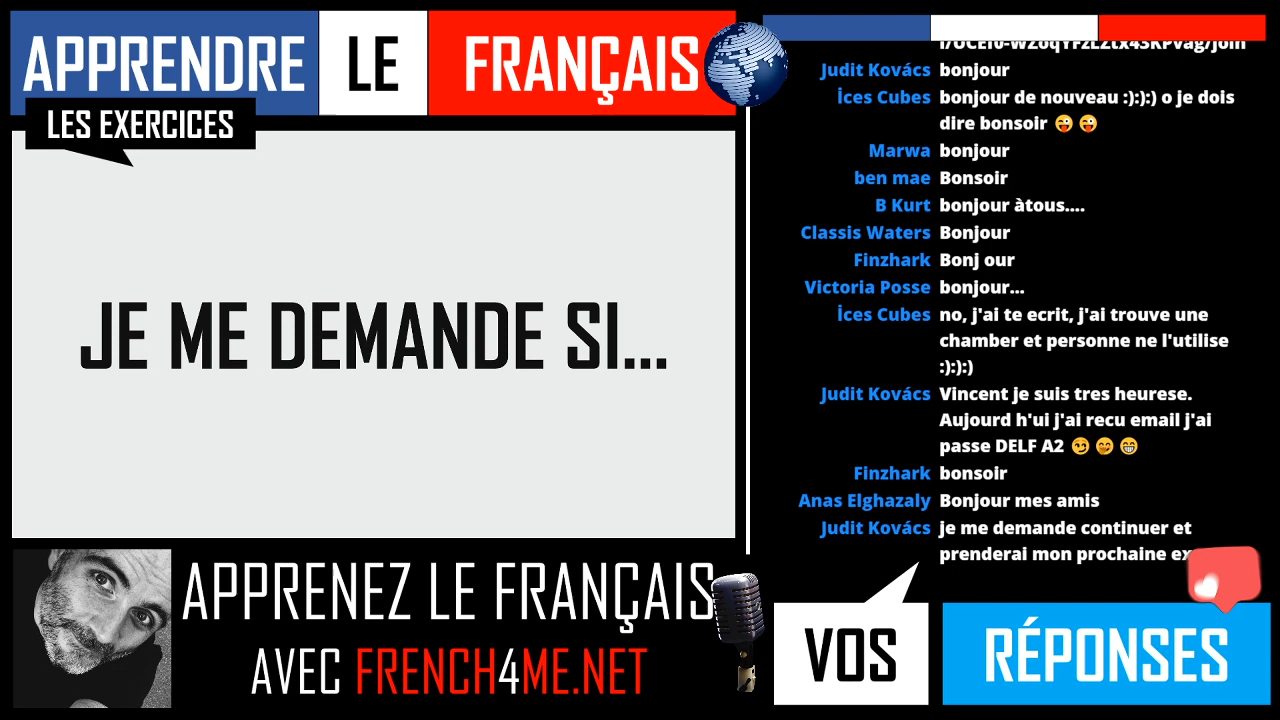 APPRENDRE LE FRANÇAIS
LES EXERCICES
JE ME DEMANDE SI...
APPRENEZ LE FRANÇAIS
AVEC FRENCH4ME.NET
Judit Kovács bonjour
İces Cubes bonjour de nouveau :):):) o je dois
dire bonsoir 😜 😜
Marwa bonjour
ben mae Bonsoir
B Kurt bonjour àtous....
Classis Waters Bonjour
Finzhark Bonj our
Victoria Posse bonjour...
İces Cubes no, j'ai te ecrit, j'ai trouve une
chamber et personne ne l'utilise
:):):)
Judit Kovács Vincent je suis tres heurese.
Aujourd h'ui j'ai recu email j'ai
passe DELF A2 😏 🤭 😁
Finzhark bonsoir
Anas Elghazaly Bonjour mes amis
Judit Kovács je me demande continuer et
prenderai mon prochaine ex
VOS RÉPONSES